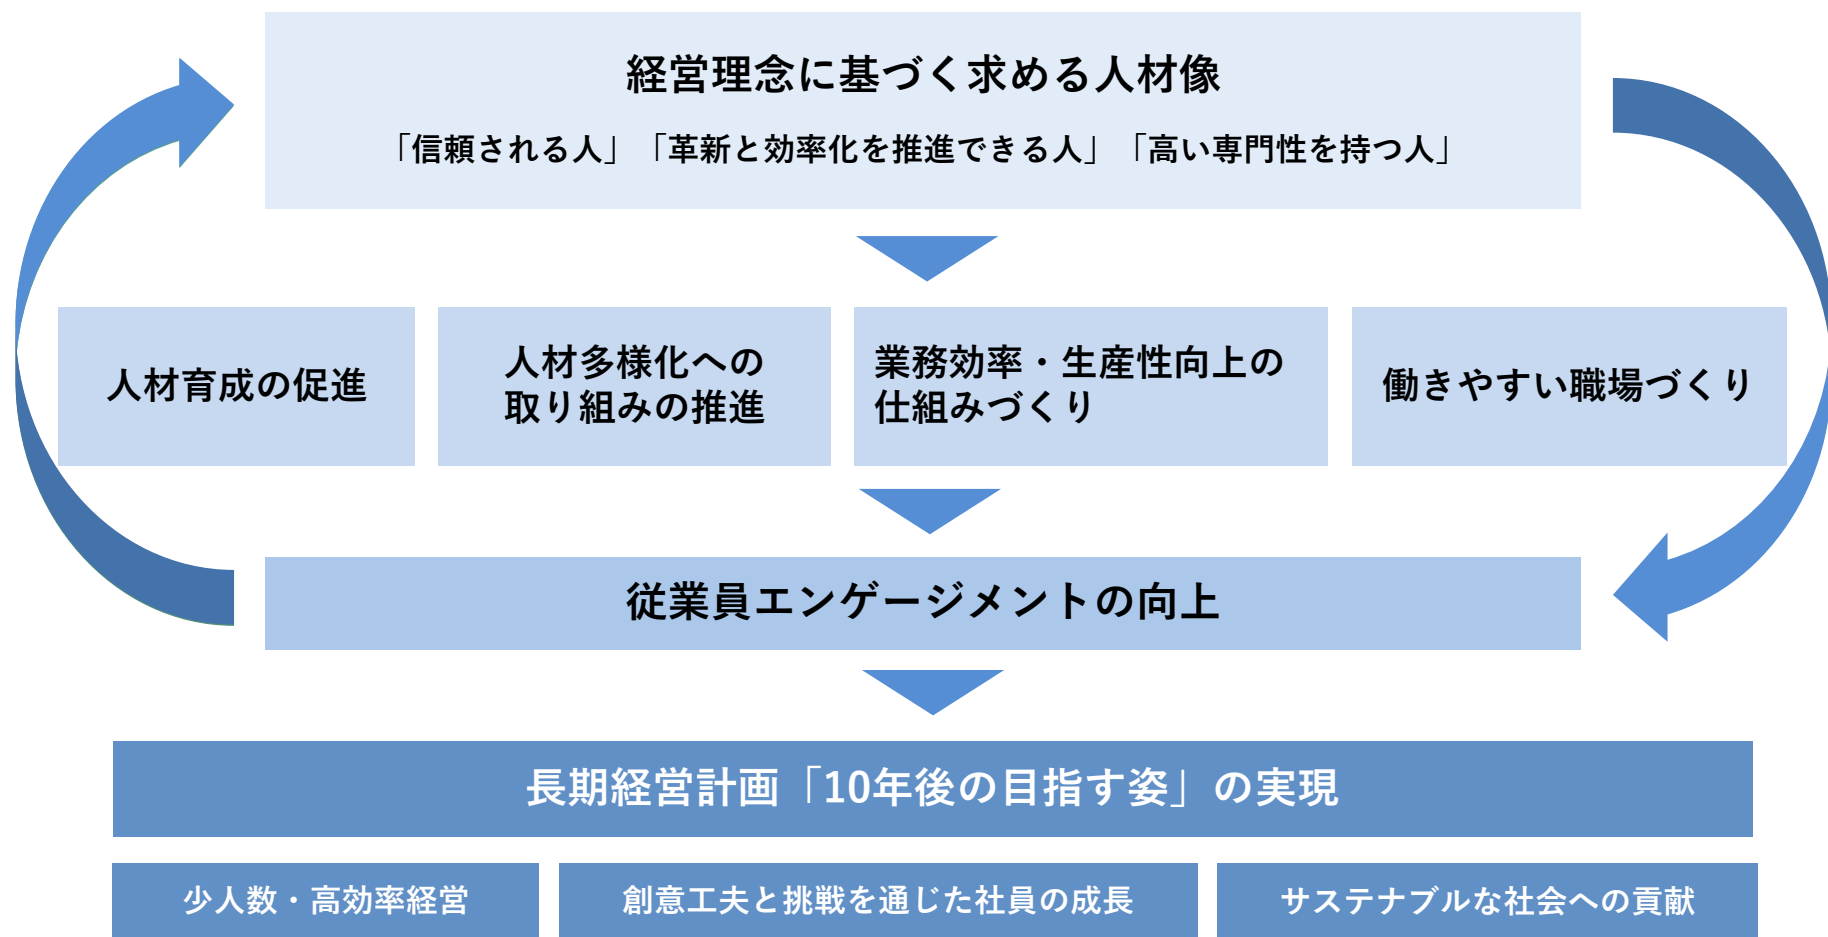 経営理念に基づく求める人材像
「信頼される人」「革新と効率化を推進できる人」「高い専門性を持つ人」
人材育成の促進
人材多様化への
取り組みの推進
業務効率・生産性向上の
仕組みづくり
働きやすい職場づくり
従業員エンゲージメントの向上
長期経営計画「10年後の目指す姿」の実現
少人数・高効率経営
創意工夫と挑戦を通じた社員の成長
サステナブルな社会への貢献